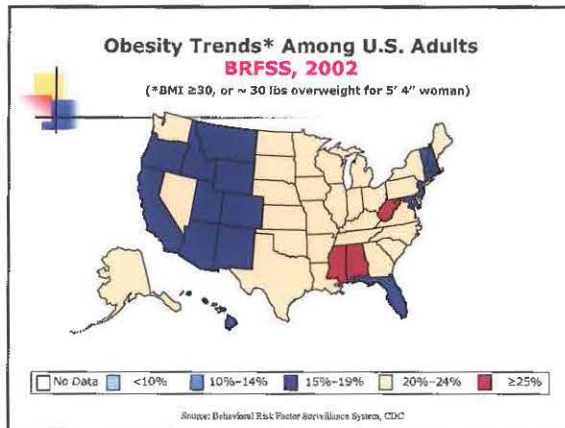 Obesity Trends* Among U.S. Adults
BRFSS, 2002
(*BMI ≥30, or ~ 30 lbs overweight for 5' 4" woman)
No Data <10% 10%–14% 15%–19% 20%–24% ≥25%
Source: Behavioral Risk Factor Surveillance System, CDC